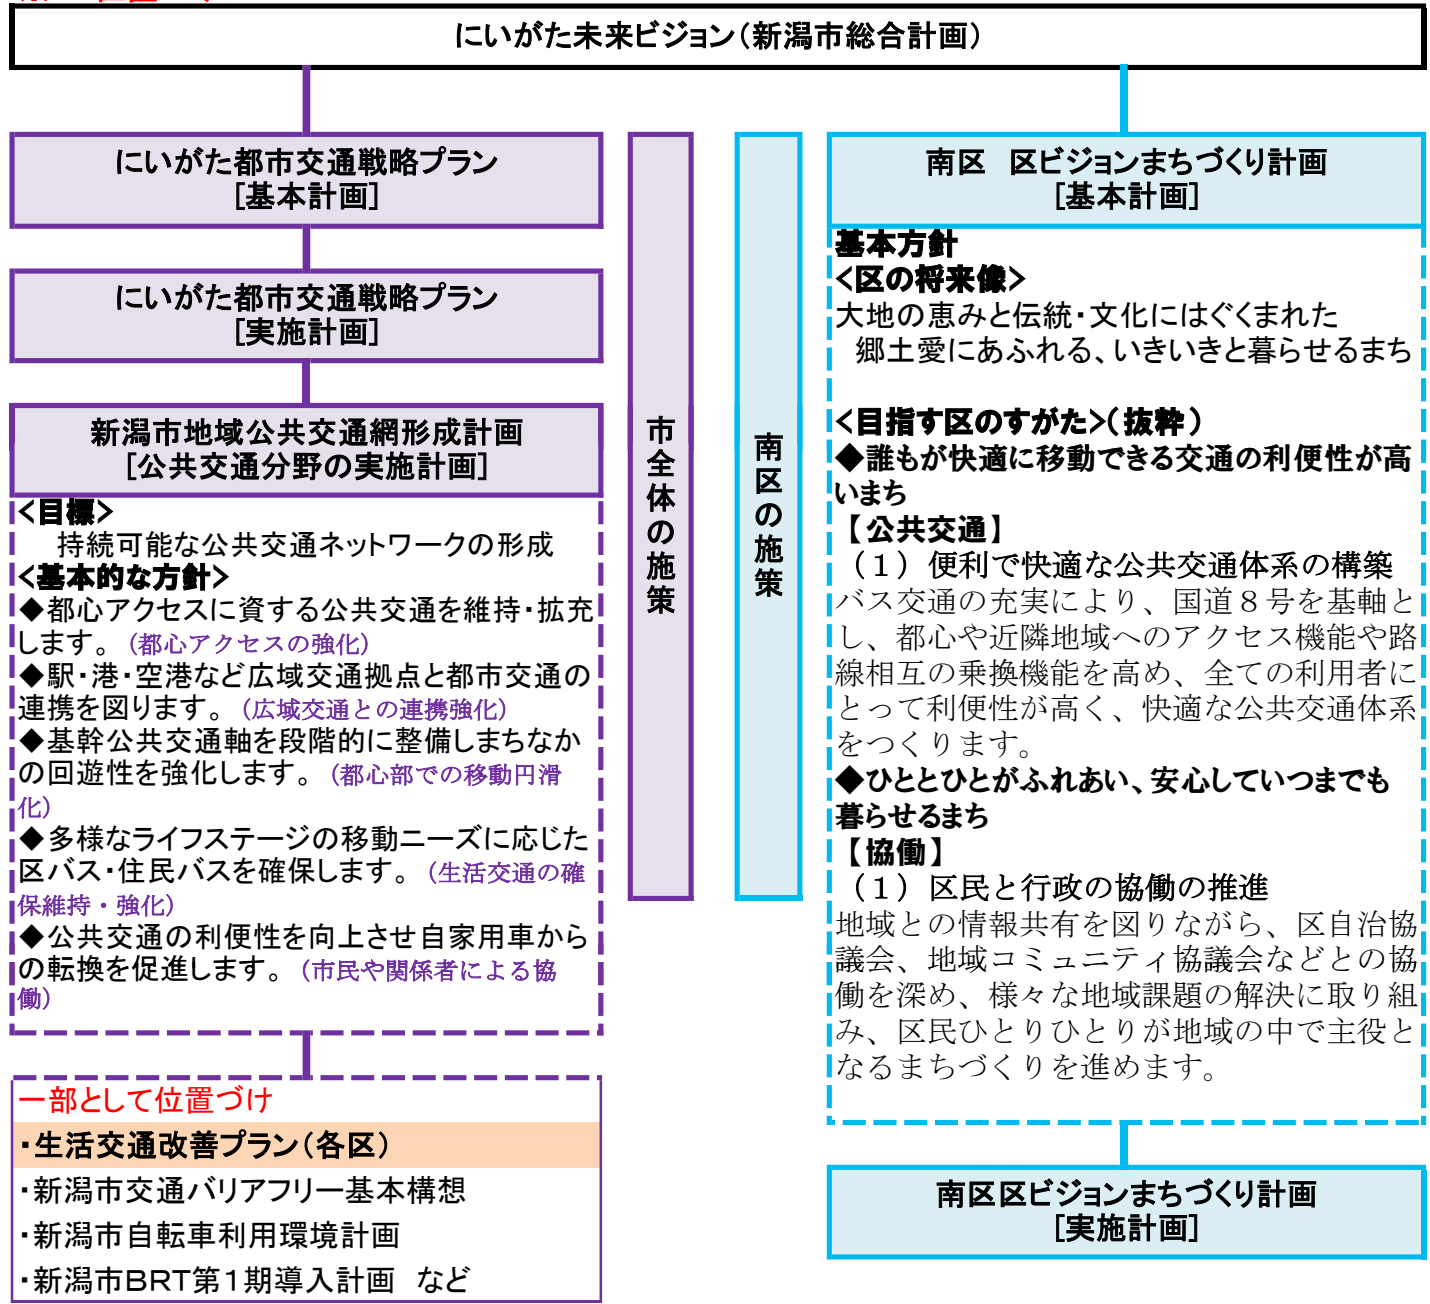 にいがた未来ビジョン（新潟市総合計画）
にいがた都市交通戦略プラン
［基本計画］
にいがた都市交通戦略プラン
［実施計画］
新潟市地域公共交通網形成計画
［公共交通分野の実施計画］
＜目標＞
持続可能な公共交通ネットワークの形成
＜基本的な方針＞
◆都心アクセスに資する公共交通を維持・拡充
します。（都心アクセスの強化）
◆駅・港・空港など広域交通拠点と都市交通の
連携を図ります。（広域交通との連携強化）
◆基幹公共交通軸を段階的に整備しまちなか
の回遊性を強化します。（都心部での移動円滑
化）
◆多様なライフステージの移動ニーズに応じた
区バス・住民バスを確保します。（生活交通の確
保維持・強化）
◆公共交通の利便性を向上させ自家用車から
の転換を促進します。（市民や関係者による協
働）
一部として位置づけ
・生活交通改善プラン（各区）
・新潟市交通バリアフリー基本構想
・新潟市自転車利用環境計画
・新潟市ＢＲＴ第１期導入計画　など
市全体の施策
南区の施策
南区　区ビジョンまちづくり計画
［基本計画］
基本方針
＜区の将来像＞
大地の恵みと伝統・文化にはぐくまれた
郷土愛にあふれる、いきいきと暮らせるまち
＜目指す区のすがた＞（抜粋）
◆誰もが快適に移動できる交通の利便性が高
いまち
【公共交通】
（１）便利で快適な公共交通体系の構築
バス交通の充実により、国道８号を基軸と
し、都心や近隣地域へのアクセス機能や路
線相互の乗換機能を高め、全ての利用者に
とって利便性が高く、快適な公共交通体系
をつくります。
◆ひととひとがふれあい、安心していつまでも
暮らせるまち
【協働】
（１）区民と行政の協働の推進
地域との情報共有を図りながら、区自治協
議会、地域コミュニティ協議会などとの協
働を深め、様々な地域課題の解決に取り組
み、区民ひとりひとりが地域の中で主役と
なるまちづくりを進めます。
南区区ビジョンまちづくり計画
［実施計画］